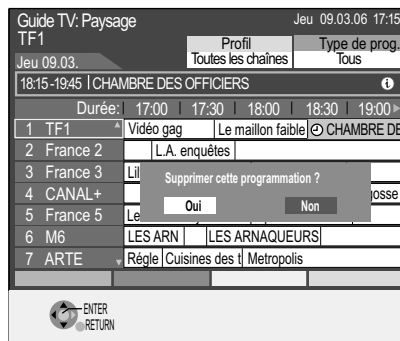 Guide TV: Paysage Jeu 09.03.06 17:15
TF1 Profil Type de prog.
Jeu 09.03. Toutes les chaînes Tous
18:15 -19:45 CHAMBRE DES OFFICIERS i
Durée: 17:00 17:30 18:00 18:30 19:00
1 TF1 Vidéo gag Le maillon faible CHAMBRE DE
2 France 2 L.A. enquêtes
3 France 3 Lil
Supprimer cette programmation ?
4 CANAL+ gosse
Oui Non
5 France 5 Le
6 M6 LES ARN LES ARNAQUEURS
7 ARTE Régle Cuisines des t Metropolis
ENTER
RETURN